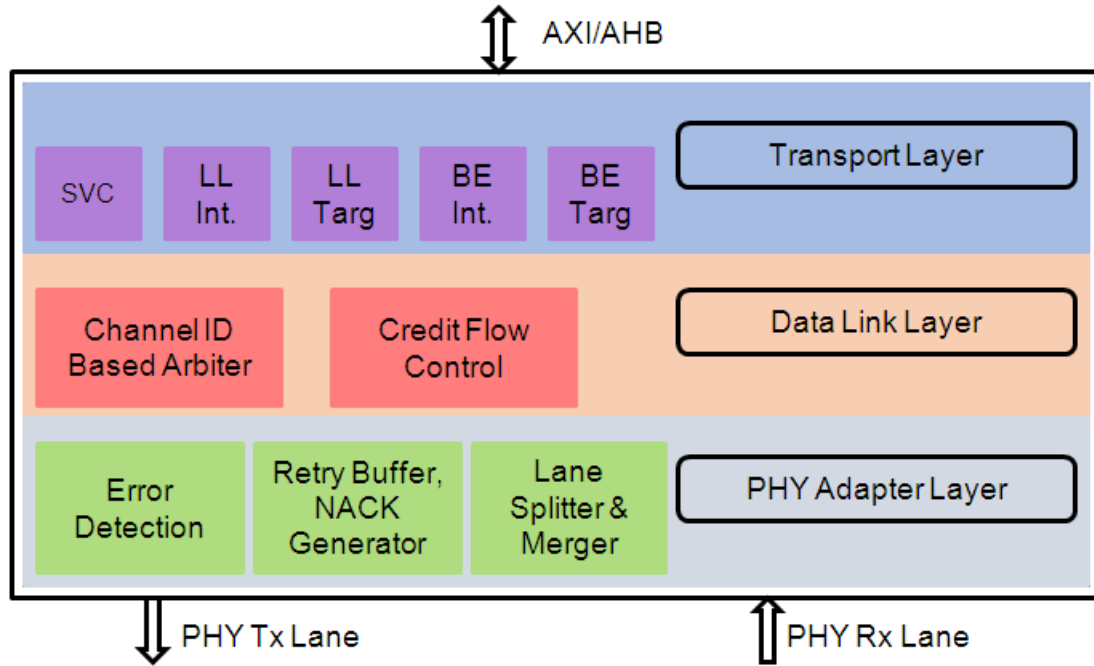 AXI/AHB
SVC
LL
Int.
LL
Targ
BE
Int.
BE
Targ
Transport Layer
Channel ID
Based Arbiter
Credit Flow
Control
Data Link Layer
Error
Detection
Retry Buffer,
NACK
Generator
Lane
Splitter &
Merger
PHY Adapter Layer
PHY Tx Lane
PHY Rx Lane